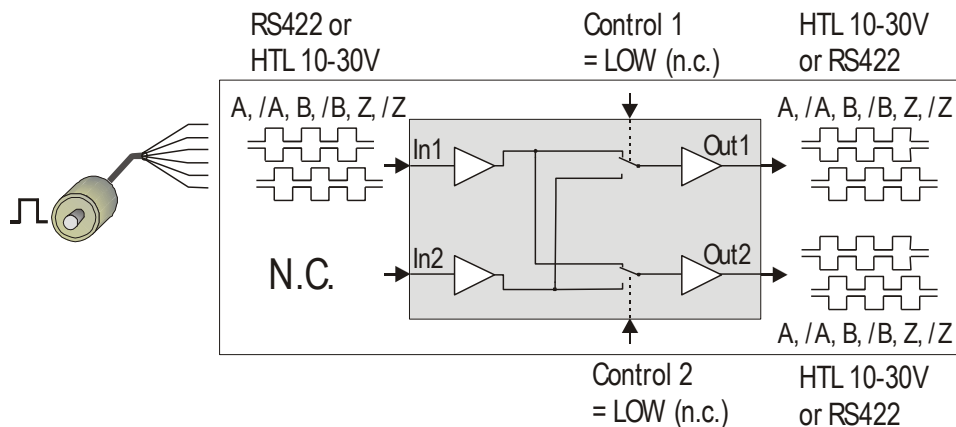 RS422 or
HTL 10-30V
Control 1
= LOW (n.c.)
HTL 10-30V
or RS422
A, /A, B, /B, Z, /Z
A, /A, B, /B, Z, /Z
In1
Out1
In2
Out2
N.C.
A, /A, B, /B, Z, /Z
Control 2
= LOW (n.c.)
HTL 10-30V
or RS422